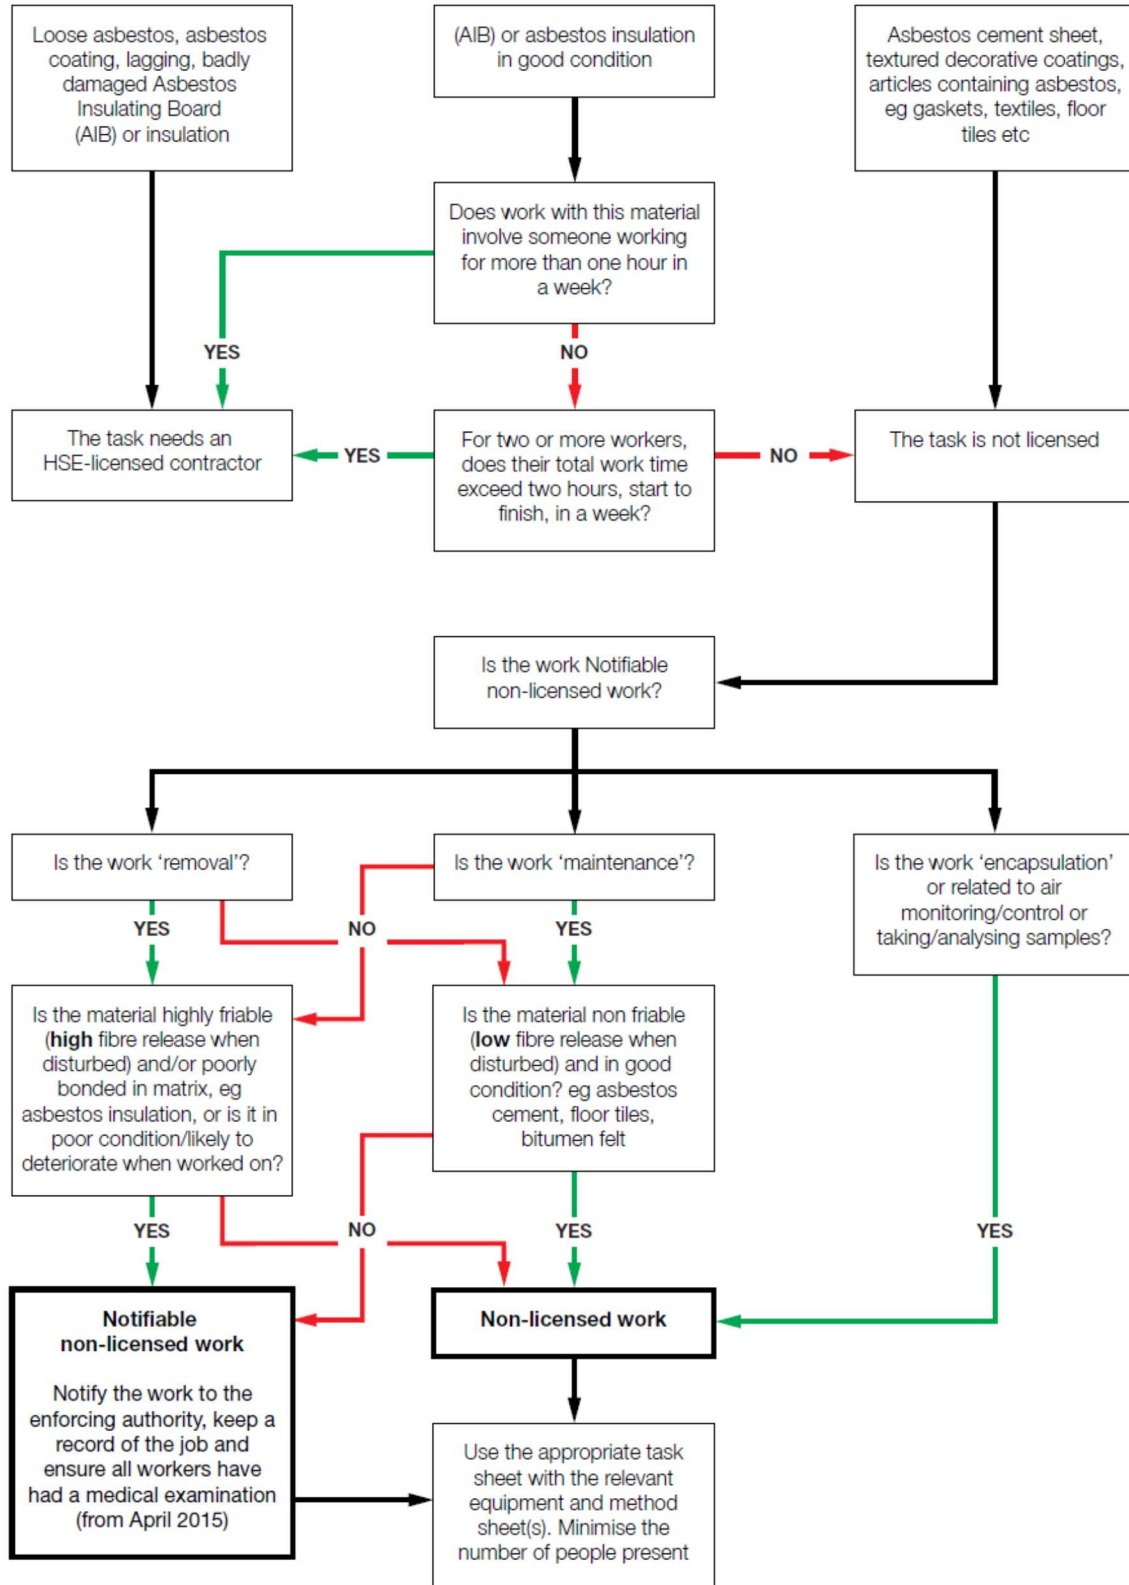 Loose asbestos, asbestos
coating, lagging, badly
damaged Asbestos
Insulating Board
(AIB) or insulation
(AIB) or asbestos insulation
in good condition
Asbestos cement sheet,
textured decorative coatings,
articles containing asbestos,
eg gaskets, textiles, floor
tiles etc
Does work with this material
involve someone working
for more than one hour in
a week?
YES
NO
The task needs an
HSE-licensed contractor
YES
For two or more workers,
does their total work time
exceed two hours, start to
finish, in a week?
NO
The task is not licensed
Is the work Notifiable
non-licensed work?
Is the work ‘removal’?
Is the work ‘maintenance’?
Is the work ‘encapsulation’
or related to air
monitoring/control or
taking/analysing samples?
YES
NO
YES
Is the material highly friable
(high fibre release when
disturbed) and/or poorly
bonded in matrix, eg
asbestos insulation, or is it in
poor condition/likely to
deteriorate when worked on?
Is the material non friable
(low fibre release when
disturbed) and in good
condition? eg asbestos
cement, floor tiles,
bitumen felt
YES
NO
YES
YES
Notifiable
non-licensed work
Notify the work to the
enforcing authority, keep a
record of the job and
ensure all workers have
had a medical examination
(from April 2015)
Non-licensed work
Use the appropriate task
sheet with the relevant
equipment and method
sheet(s). Minimise the
number of people present